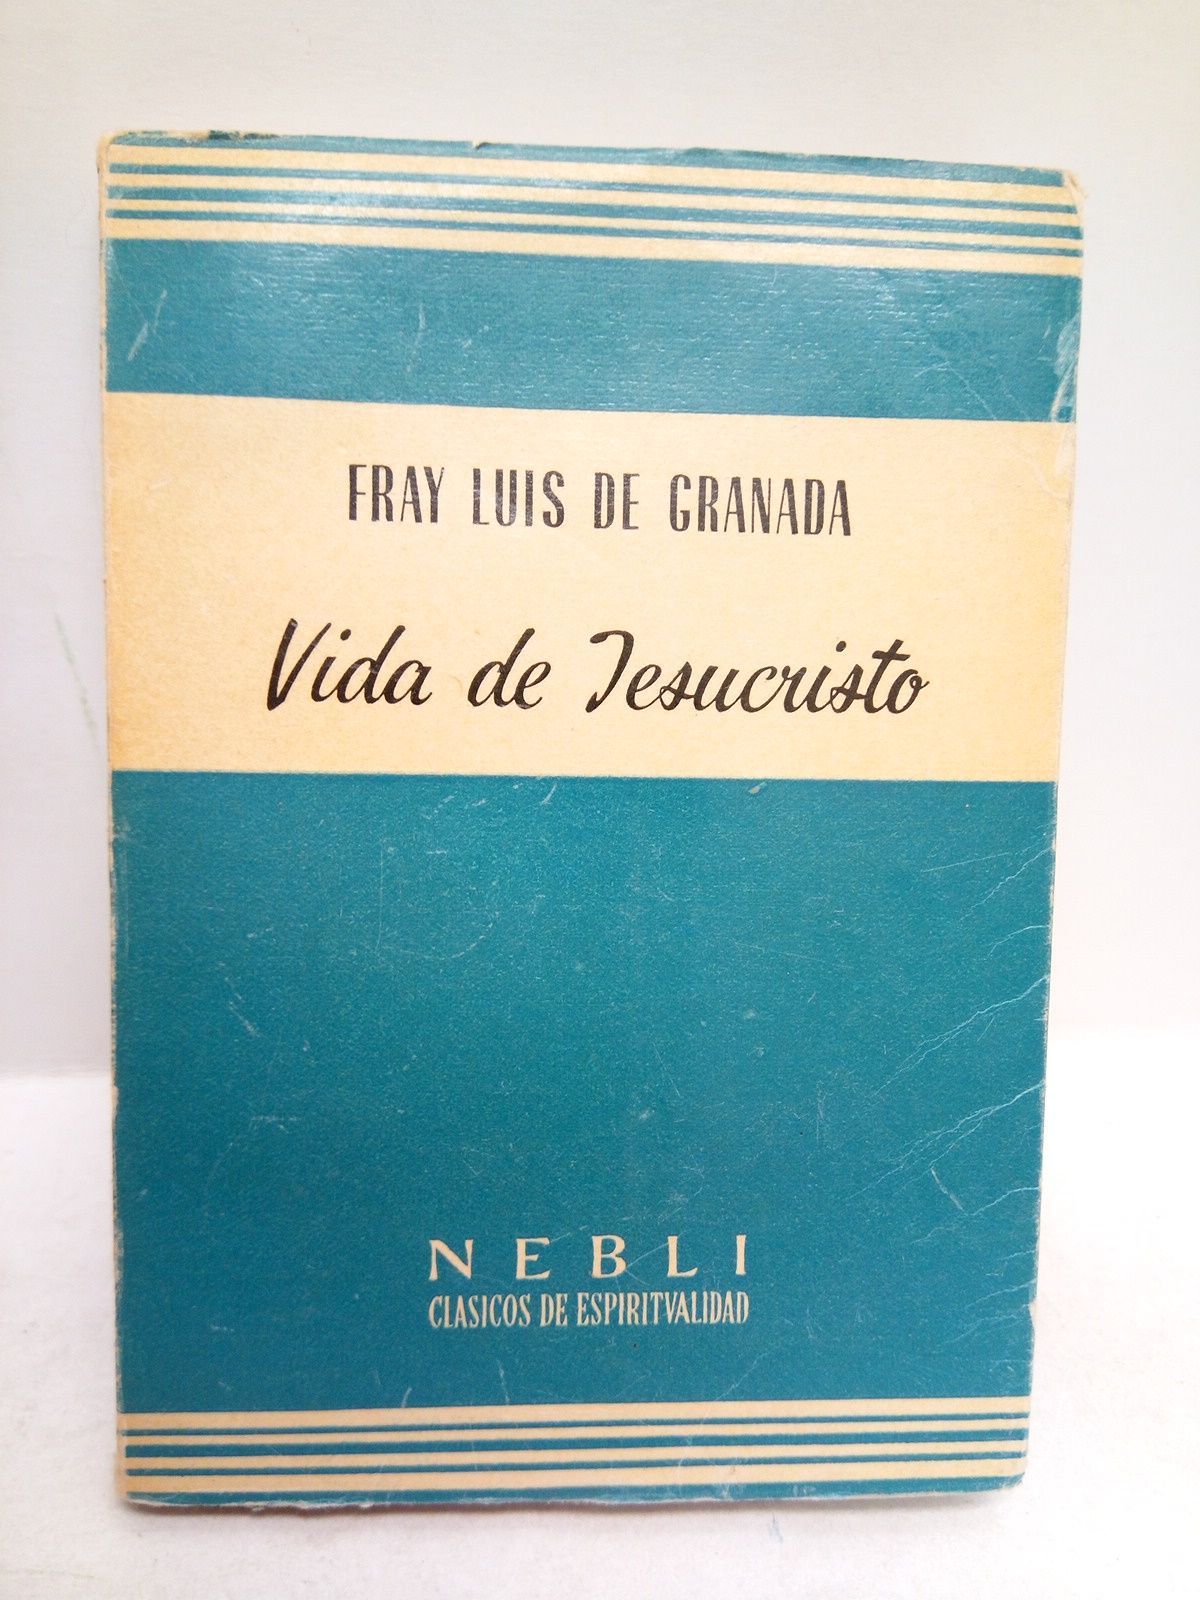 FRAY LUIS DE GRANADA
Vida de Jesucristo
NEBLI
CLASICOS DE ESPIRITVALIDAD